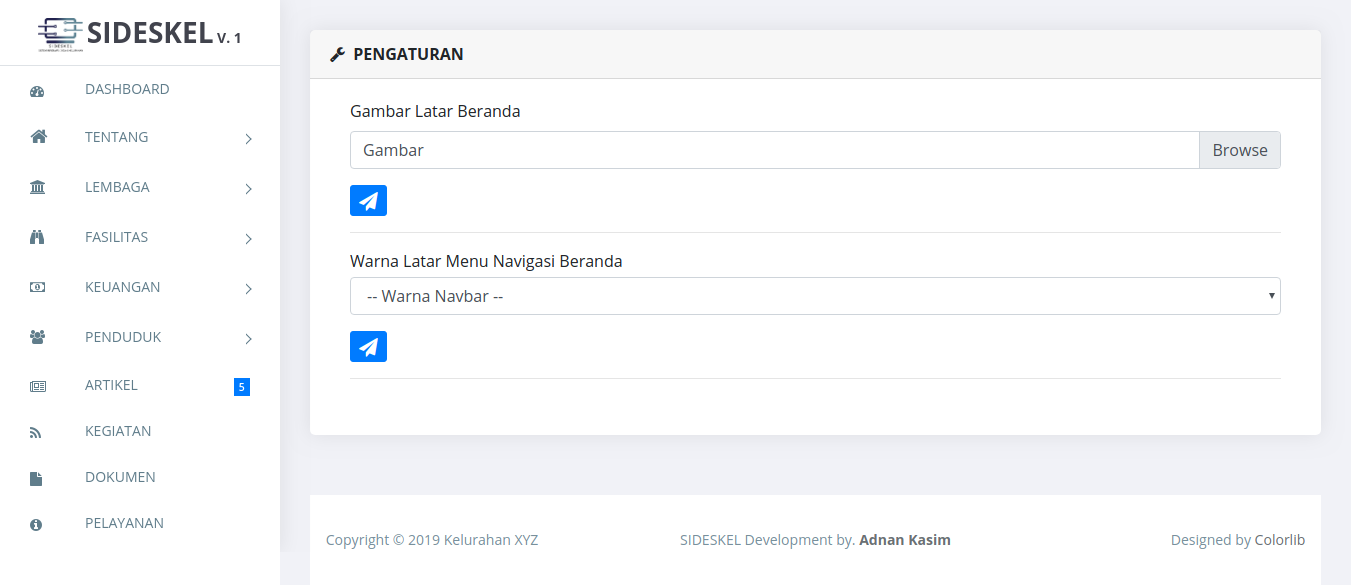 SIDESKEL V. 1
DASHBOARD
TENTANG
LEMBAGA
FASILITAS
KEUANGAN
PENDUDUK
ARTIKEL 5
KEGIATAN
DOKUMEN
PELAYANAN
PENGATURAN
Gambar Latar Beranda
Gambar Browse
Warna Latar Menu Navigasi Beranda
-- Warna Navbar --
Copyright © 2019 Kelurahan XYZ
SIDESKEL Development by. Adnan Kasim
Designed by Colorlib